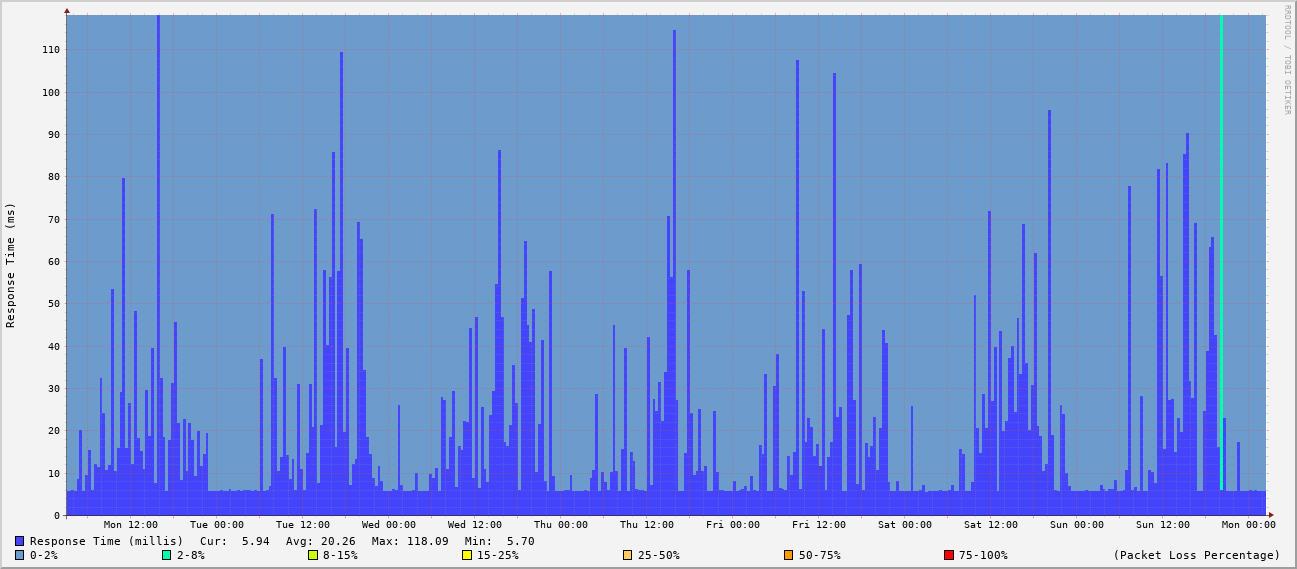 RRDTOOL / TOBI OETIKER
Response Time (ms)
110
100
90
80
70
60
50
40
30
20
10
0
Mon 12:00 Tue 00:00 Tue 12:00 Wed 00:00 Wed 12:00 Thu 00:00 Thu 12:00 Fri 00:00 Fri 12:00 Sat 00:00 Sat 12:00 Sun 00:00 Sun 12:00 Mon 00:00
Response Time (millis) Cur: 5.94 Avg: 20.26 Max: 118.09 Min: 5.70
0-2% 2-8% 8-15% 15-25% 25-50% 50-75% 75-100% (Packet Loss Percentage)